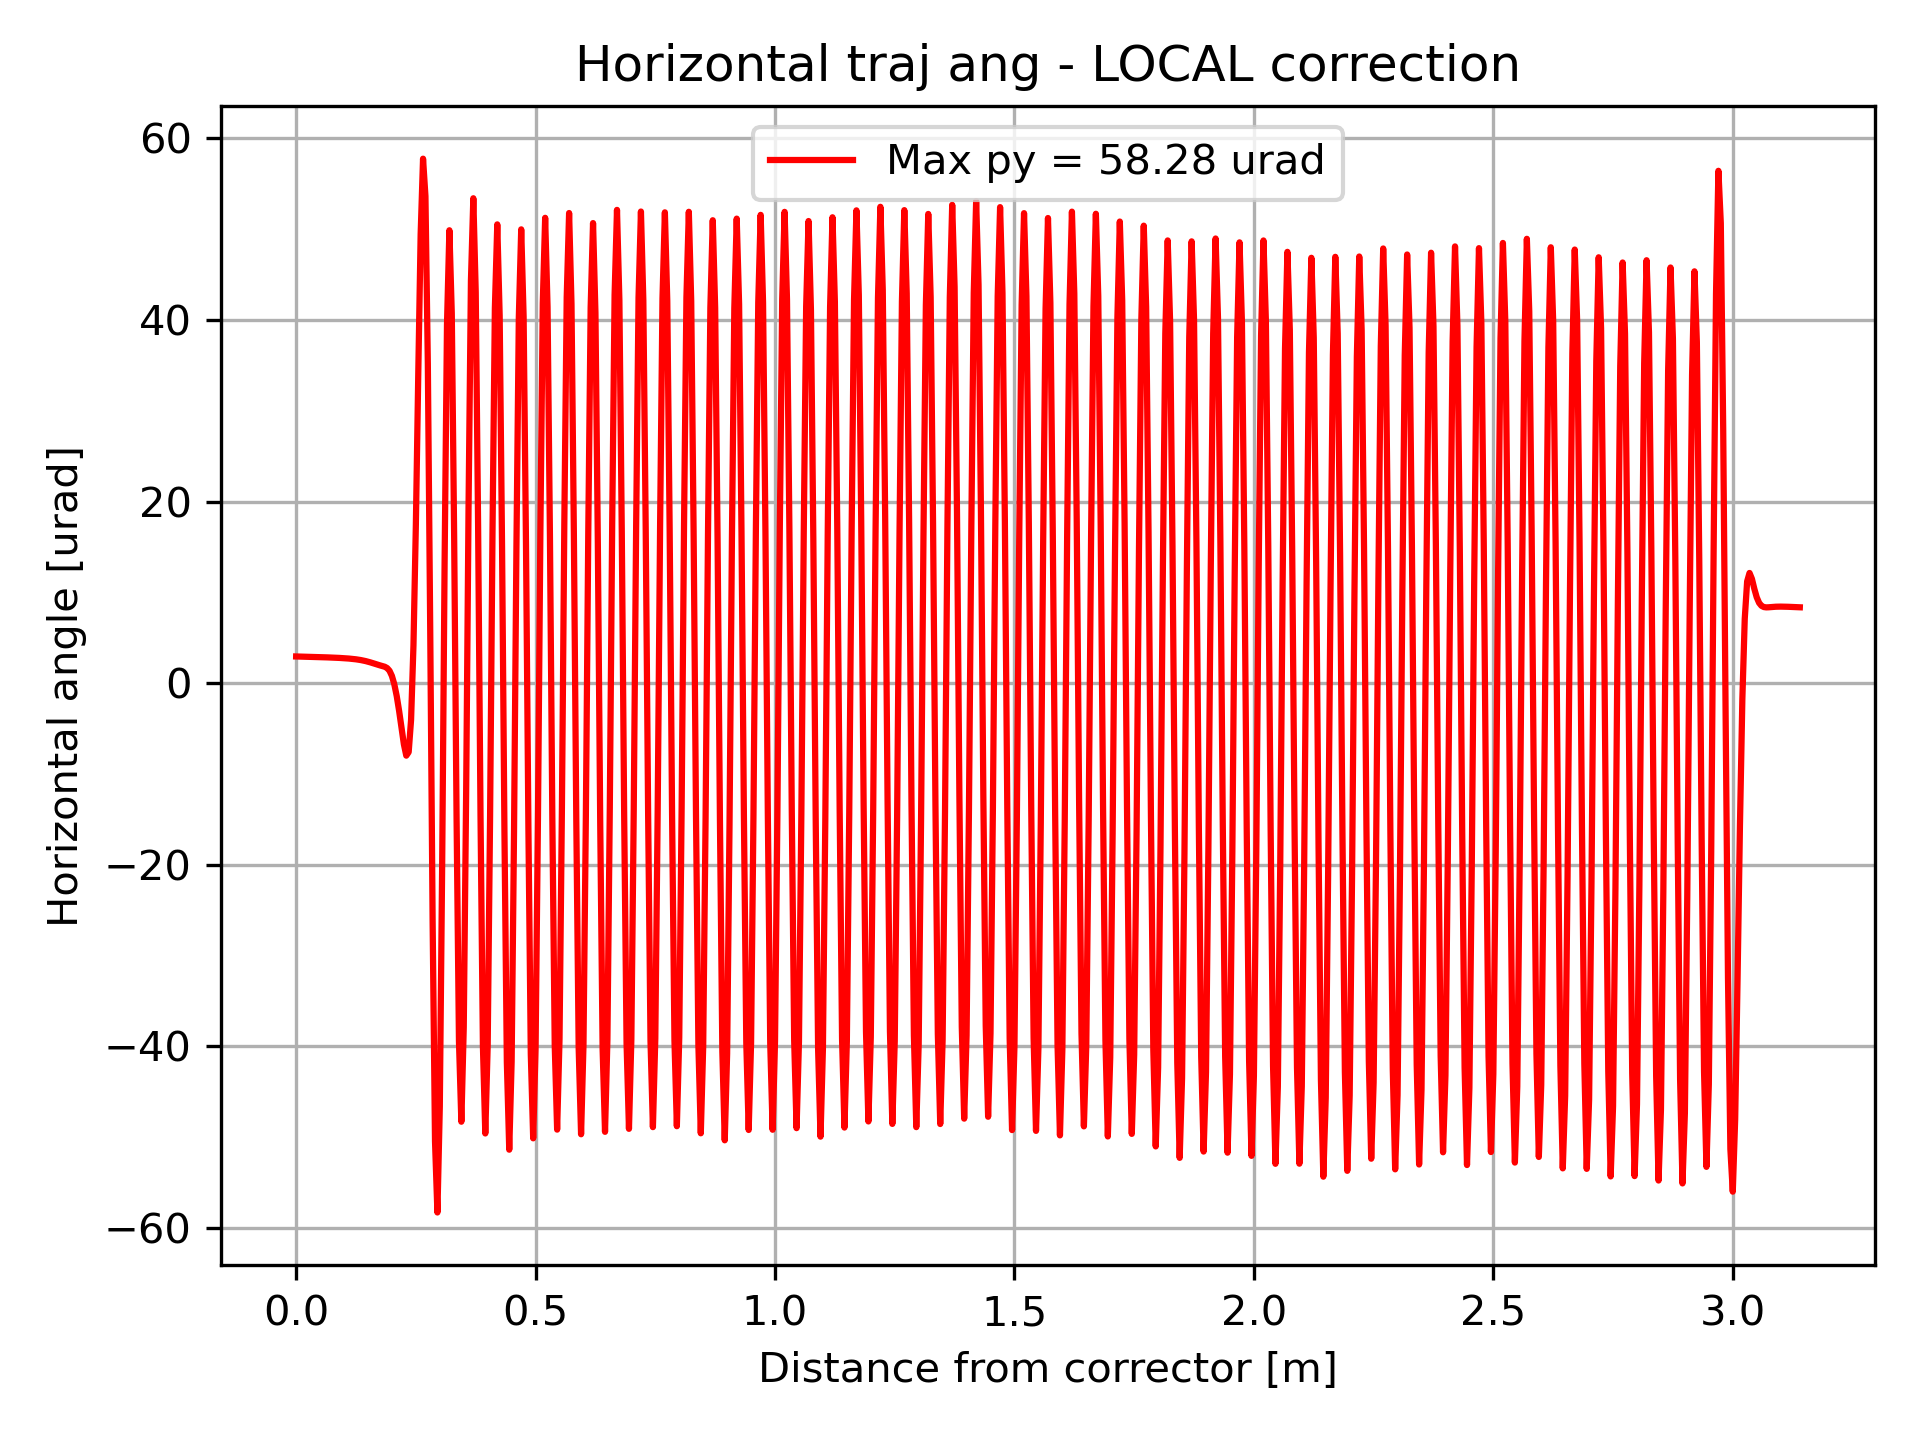 Horizontal traj ang - LOCAL correction
Max py = 58.28 urad
60
40
20
0
−20
−40
−60
Horizontal angle [urad]
0.0 0.5 1.0 1.5 2.0 2.5 3.0
Distance from corrector [m]